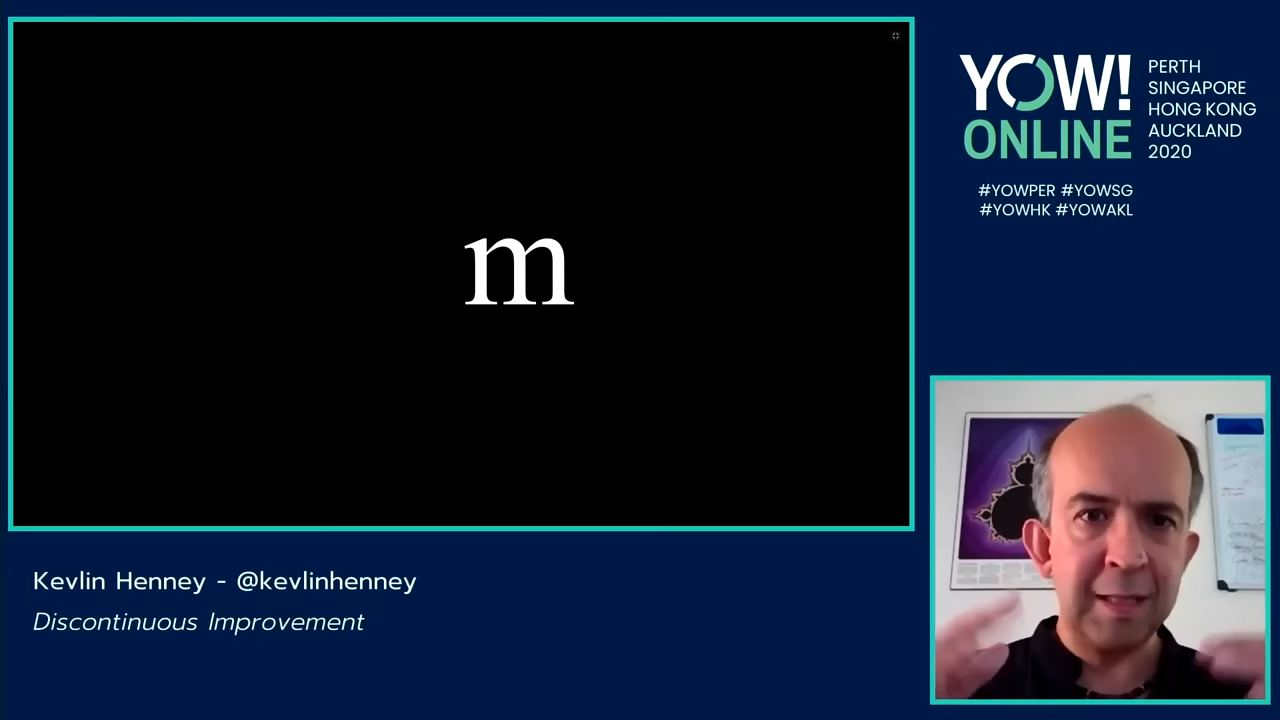 m
YOW!
ONLINE
PERTH
SINGAPORE
HONG KONG
AUCKLAND
2020
#YOWPER #YOWSG
#YOWHK #YOWAKL
Kevlin Henney - @kevlinhenney
Discontinuous Improvement